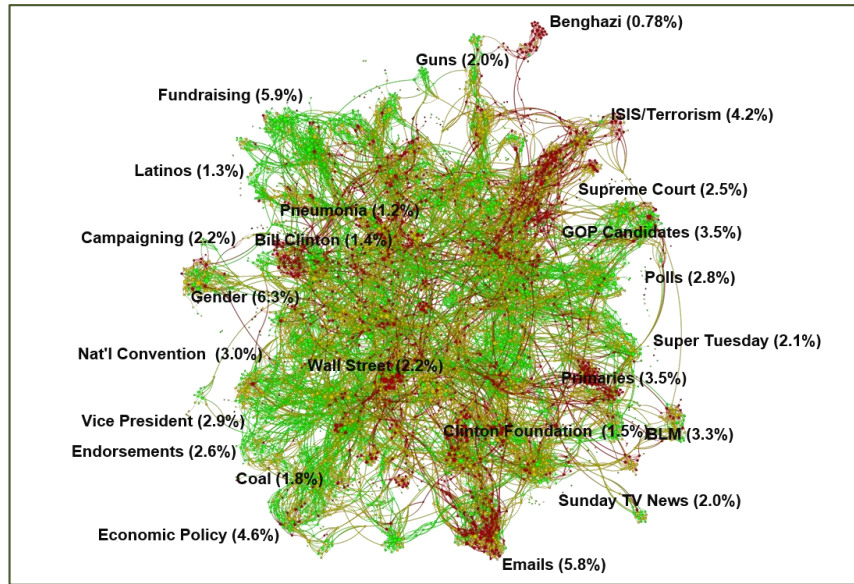 Benghazi (0.78%)
Guns (2.0%)
Fundraising (5.9%)
ISIS/Terrorism (4.2%)
Latinos (1.3%)
Supreme Court (2.5%)
Pneumonia (1.2%)
Campaigning (2.2%)
Bill Clinton (1.4%)
GOP Candidates (3.5%)
Polls (2.8%)
Gender (6.3%)
Super Tuesday (2.1%)
Nat'l Convention (3.0%)
Wall Street (2.2%)
Primaries (3.5%)
Vice President (2.9%)
Clinton Foundation (1.5%)
BLM (3.3%)
Endorsements (2.6%)
Coal (1.8%)
Sunday TV News (2.0%)
Economic Policy (4.6%)
Emails (5.8%)